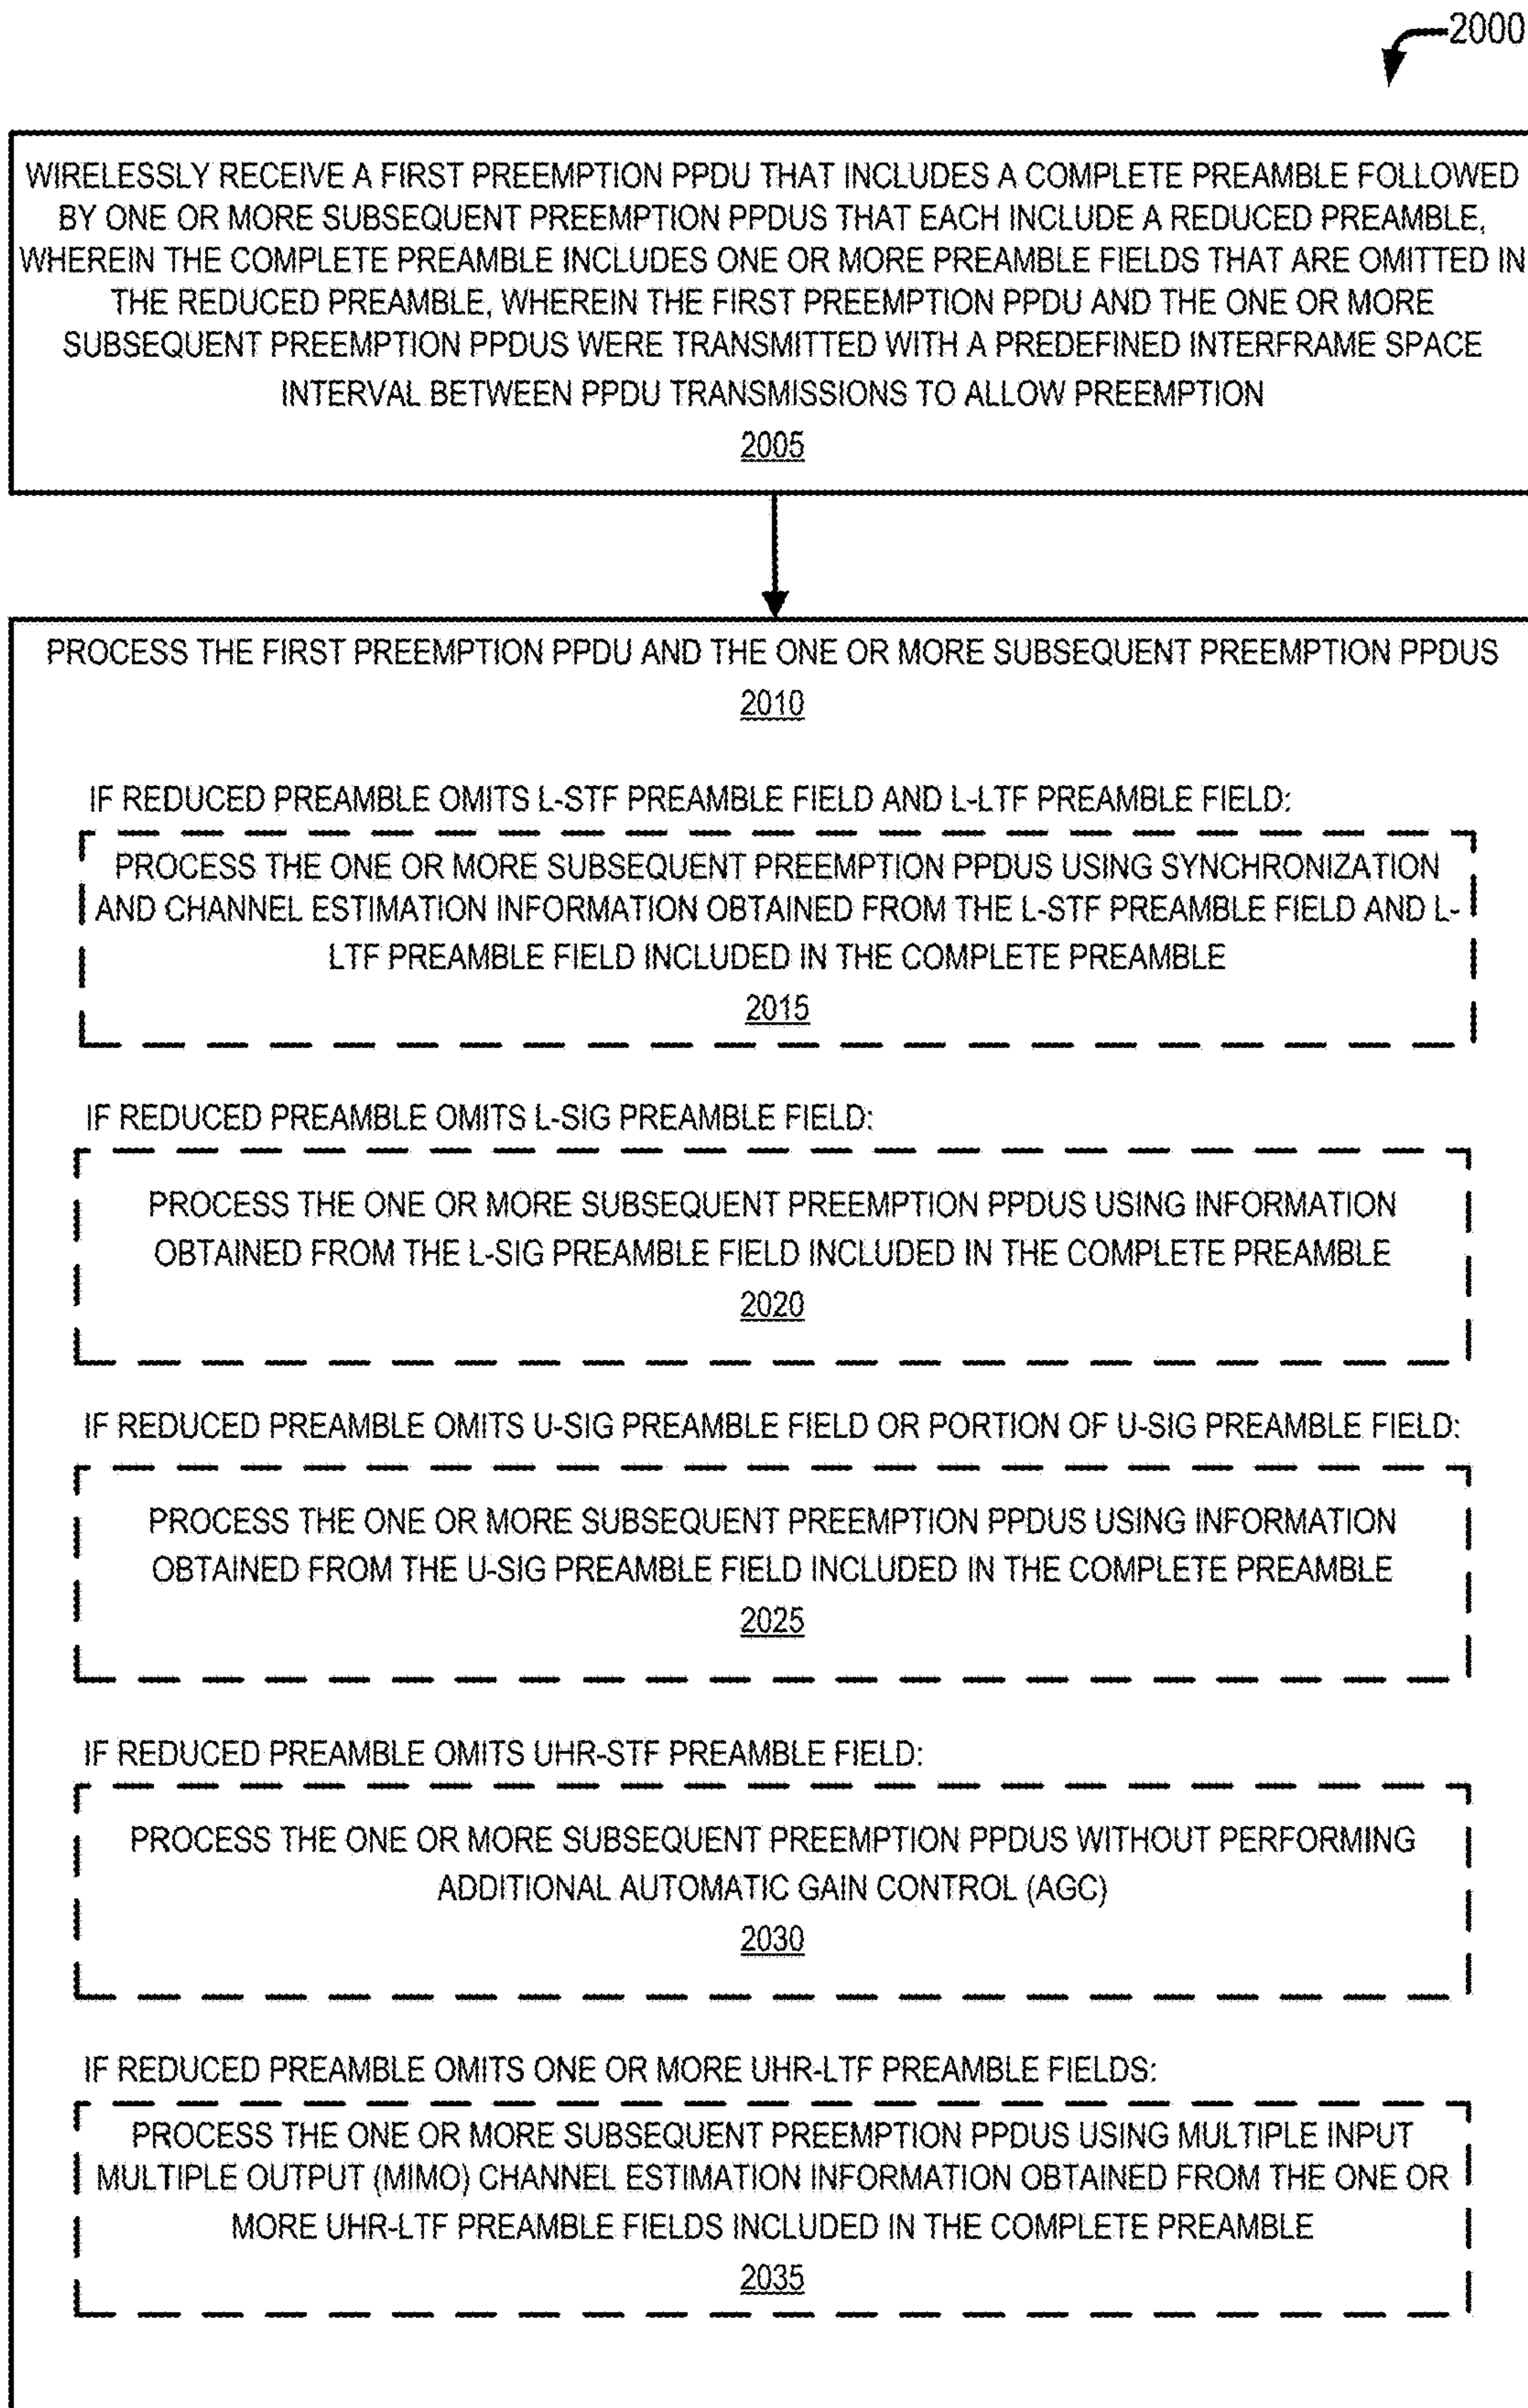 2000
WIRELESSLY RECEIVE A FIRST PREEMPTION PPDU THAT INCLUDES A COMPLETE PREAMBLE FOLLOWED
BY ONE OR MORE SUBSEQUENT PREEMPTION PPDUS THAT EACH INCLUDE A REDUCED PREAMBLE,
WHEREIN THE COMPLETE PREAMBLE INCLUDES ONE OR MORE PREAMBLE FIELDS THAT ARE OMITTED IN
THE REDUCED PREAMBLE, WHEREIN THE FIRST PREEMPTION PPDU AND THE ONE OR MORE
SUBSEQUENT PREEMPTION PPDUS WERE TRANSMITTED WITH A PREDEFINED INTERFRAME SPACE
INTERVAL BETWEEN PPDU TRANSMISSIONS TO ALLOW PREEMPTION
2005
PROCESS THE FIRST PREEMPTION PPDU AND THE ONE OR MORE SUBSEQUENT PREEMPTION PPDUS
2010
IF REDUCED PREAMBLE OMITS L-STF PREAMBLE FIELD AND L-LTF PREAMBLE FIELD:
PROCESS THE ONE OR MORE SUBSEQUENT PREEMPTION PPDUS USING SYNCHRONIZATION
AND CHANNEL ESTIMATION INFORMATION OBTAINED FROM THE L-STF PREAMBLE FIELD AND L-
LTF PREAMBLE FIELD INCLUDED IN THE COMPLETE PREAMBLE
2015
IF REDUCED PREAMBLE OMITS L-SIG PREAMBLE FIELD:
PROCESS THE ONE OR MORE SUBSEQUENT PREEMPTION PPDUS USING INFORMATION
OBTAINED FROM THE L-SIG PREAMBLE FIELD INCLUDED IN THE COMPLETE PREAMBLE
2020
IF REDUCED PREAMBLE OMITS U-SIG PREAMBLE FIELD OR PORTION OF U-SIG PREAMBLE FIELD:
PROCESS THE ONE OR MORE SUBSEQUENT PREEMPTION PPDUS USING INFORMATION
OBTAINED FROM THE U-SIG PREAMBLE FIELD INCLUDED IN THE COMPLETE PREAMBLE
2025
IF REDUCED PREAMBLE OMITS UHR-STF PREAMBLE FIELD:
PROCESS THE ONE OR MORE SUBSEQUENT PREEMPTION PPDUS WITHOUT PERFORMING
ADDITIONAL AUTOMATIC GAIN CONTROL (AGC)
2030
IF REDUCED PREAMBLE OMITS ONE OR MORE UHR-LTF PREAMBLE FIELDS:
PROCESS THE ONE OR MORE SUBSEQUENT PREEMPTION PPDUS USING MULTIPLE INPUT
MULTIPLE OUTPUT (MIMO) CHANNEL ESTIMATION INFORMATION OBTAINED FROM THE ONE OR
MORE UHR-LTF PREAMBLE FIELDS INCLUDED IN THE COMPLETE PREAMBLE
2035